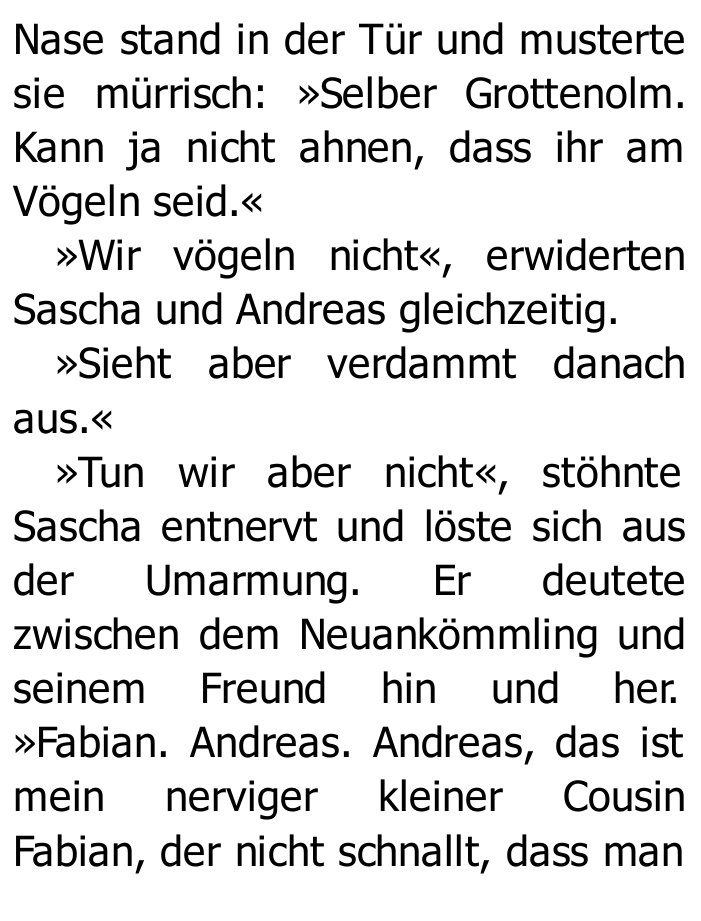 Nase stand in der Tür und musterte
sie mürrisch: »Selber Grottenolm.
Kann ja nicht ahnen, dass ihr am
Vögeln seid.«
»Wir vögeln nicht«, erwiderten
Sascha und Andreas gleichzeitig.
»Sieht aber verdammt danach
aus.«
»Tun wir aber nicht«, stöhnte
Sascha entnervt und löste sich aus
der Umarmung. Er deutete
zwischen dem Neuankömmling und
seinem Freund hin und her.
»Fabian. Andreas. Andreas, das ist
mein nerviger kleiner Cousin
Fabian, der nicht schnallt, dass man